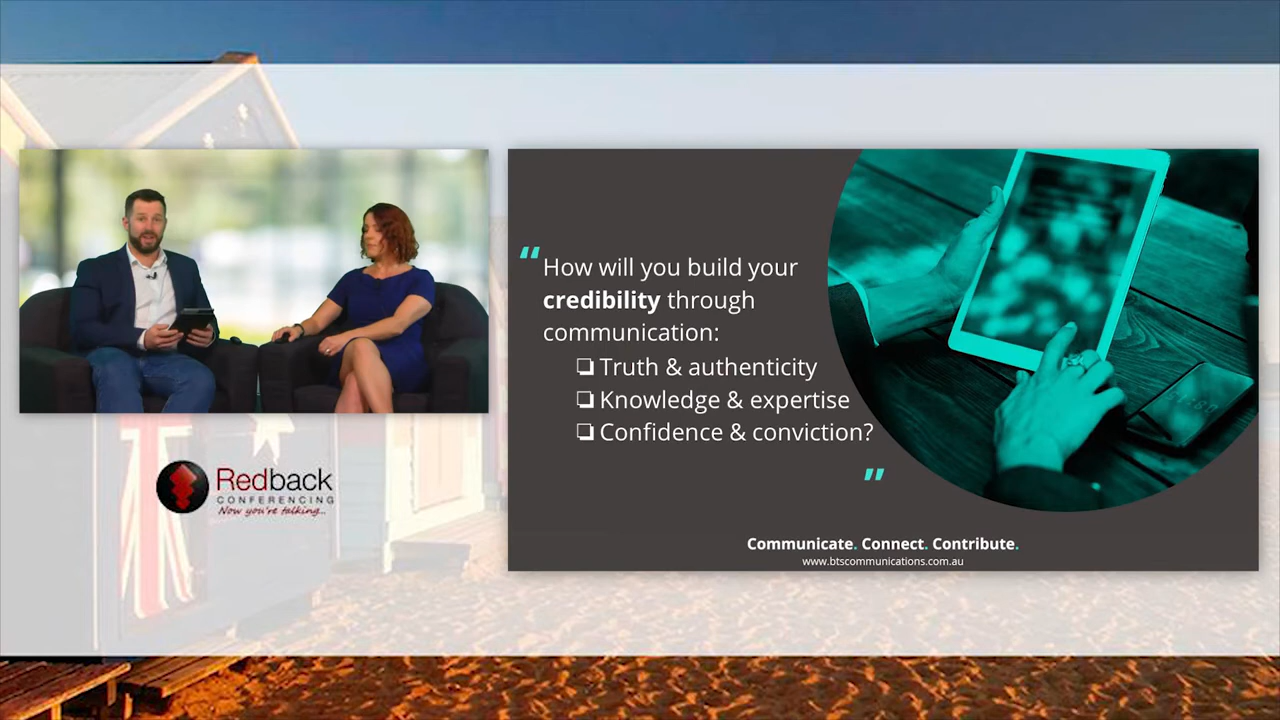 Redback
CONFERENCING
Now you're talking...
“ How will you build your
credibility through
communication:
❑ Truth & authenticity
❑ Knowledge & expertise
❑ Confidence & conviction?
”
Communicate. Connect. Contribute.
www.btscommunications.com.au